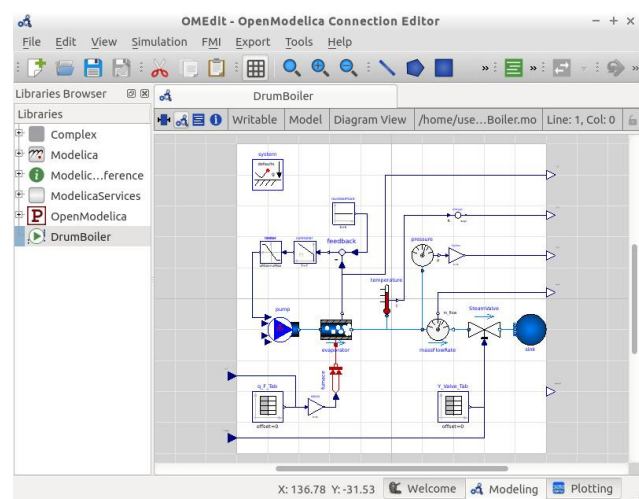 OMEdit - OpenModelica Connection Editor
File Edit View Simulation FMI Export Tools Help
Libraries Browser
DrumBoiler
Libraries
Writable Model Diagram View /home/use...Boiler.mo Line: 1, Col: 0
Complex
Modelica
Modelic...ference
ModelicaServices
OpenModelica
DrumBoiler
system
defaults
g
feedback
pressure
controller
temperature
pump
m_flow
SteamValve
evaporator
massFlowRate
sink
furnace
q_F_Tab
Y_Valve_Tab
offset=0
offset=0
X: 136.78 Y: -31.53 Welcome Modeling Plotting